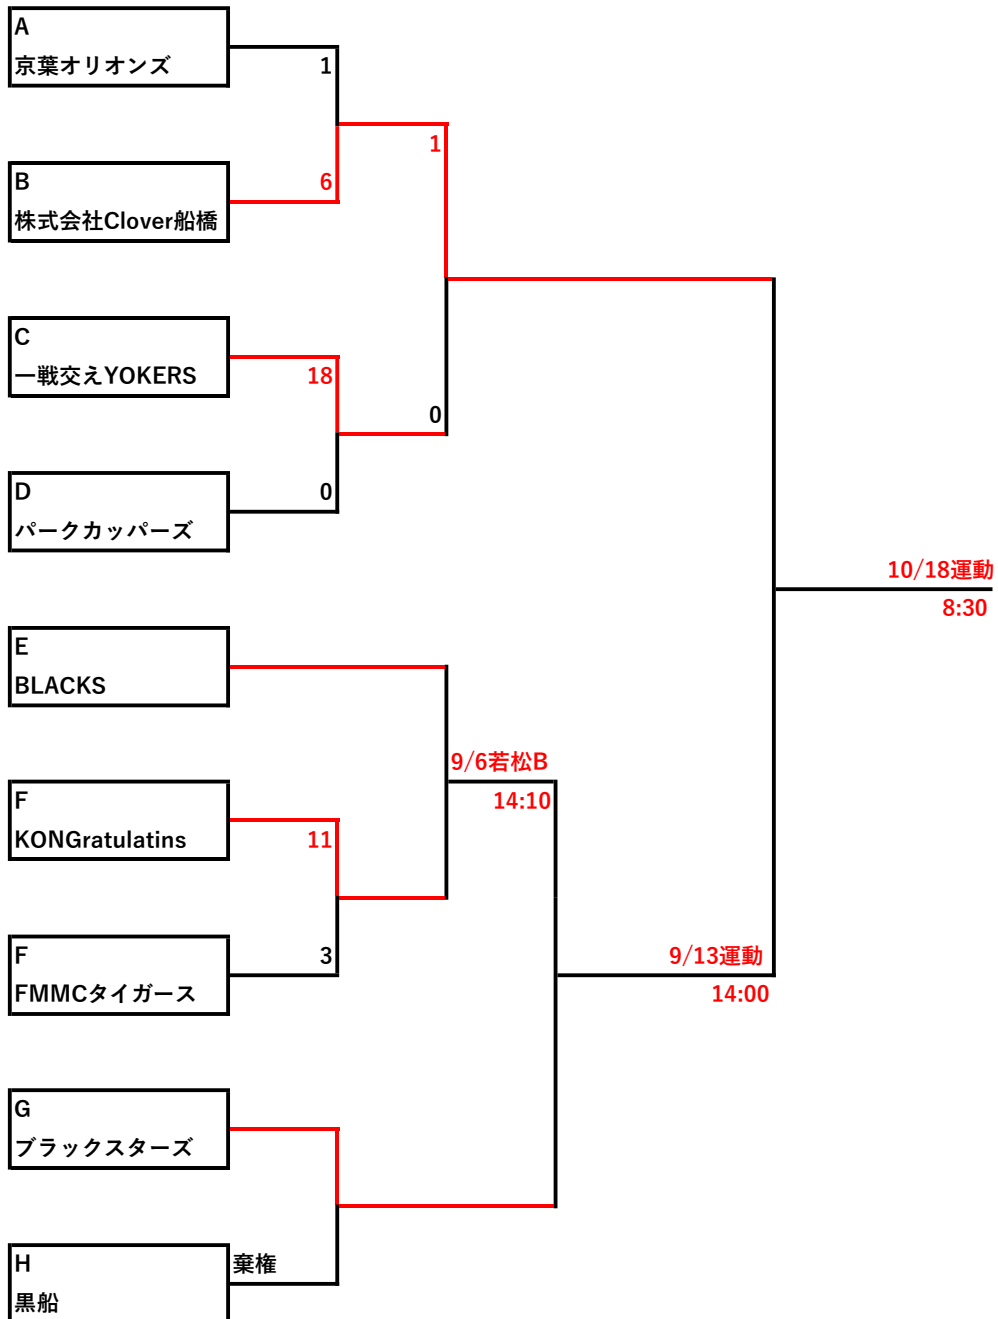 A
京葉オリオンズ
1
1
B
6
株式会社Clover船橋
C
一戦交えYOKERS
18
0
D
0
パークカッパーズ
10/18運動
8:30
E
BLACKS
9/6若松B
14:10
F
KONGratulatins
11
F
3
FMMCタイガース
9/13運動
14:00
G
ブラックスターズ
H
棄権
黒船